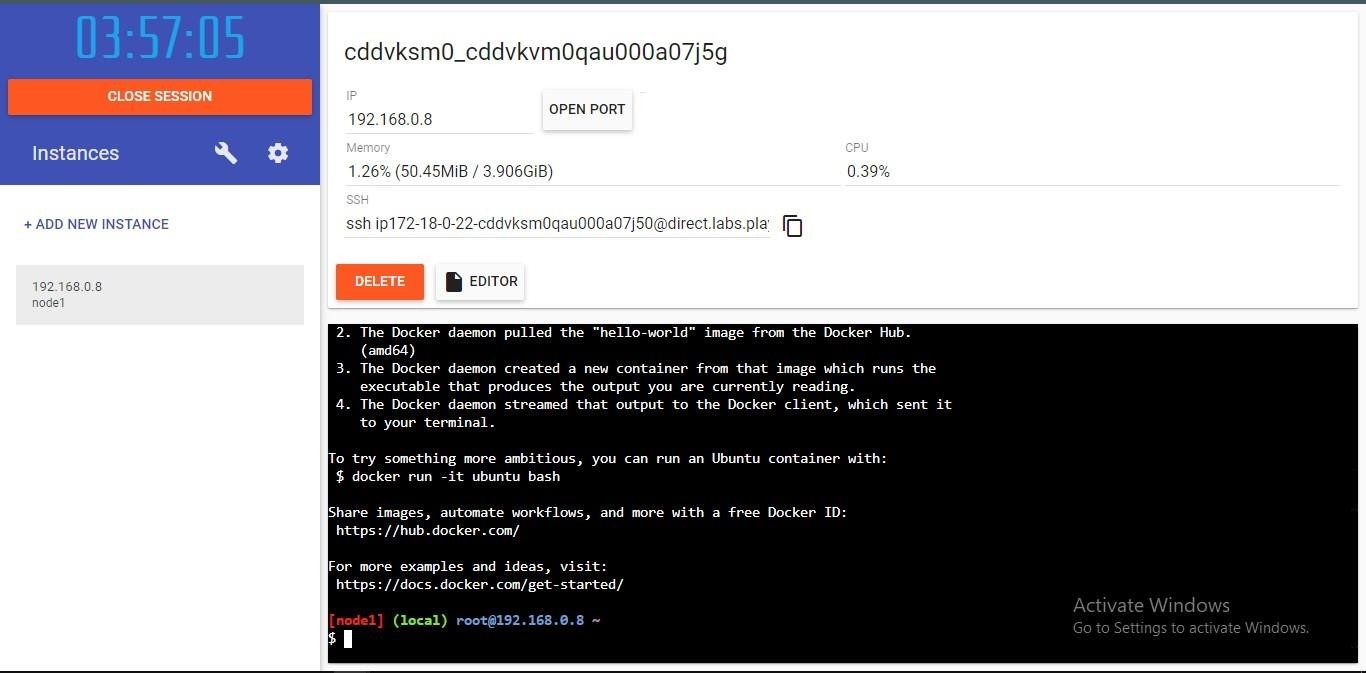 03:57:05
CLOSE SESSION
Instances
+ ADD NEW INSTANCE
192.168.0.8
node1
cddvksm0_cddvkvm0qau000a07j5g
IP
192.168.0.8
OPEN PORT
Memory
1.26% (50.45MiB / 3.906GiB)
CPU
0.39%
SSH
ssh ip172-18-0-22-cddvksm0qau000a07j50@direct.labs.pla
DELETE
EDITOR
2. The Docker daemon pulled the "hello-world" image from the Docker Hub.
(amd64)
3. The Docker daemon created a new container from that image which runs the
executable that produces the output you are currently reading.
4. The Docker daemon streamed that output to the Docker client, which sent it
to your terminal.
To try something more ambitious, you can run an Ubuntu container with:
$ docker run -it ubuntu bash
Share images, automate workflows, and more with a free Docker ID:
https://hub.docker.com/
For more examples and ideas, visit:
https://docs.docker.com/get-started/
[node1] (local) root@192.168.0.8 ~
$
Activate Windows
Go to Settings to activate Windows.